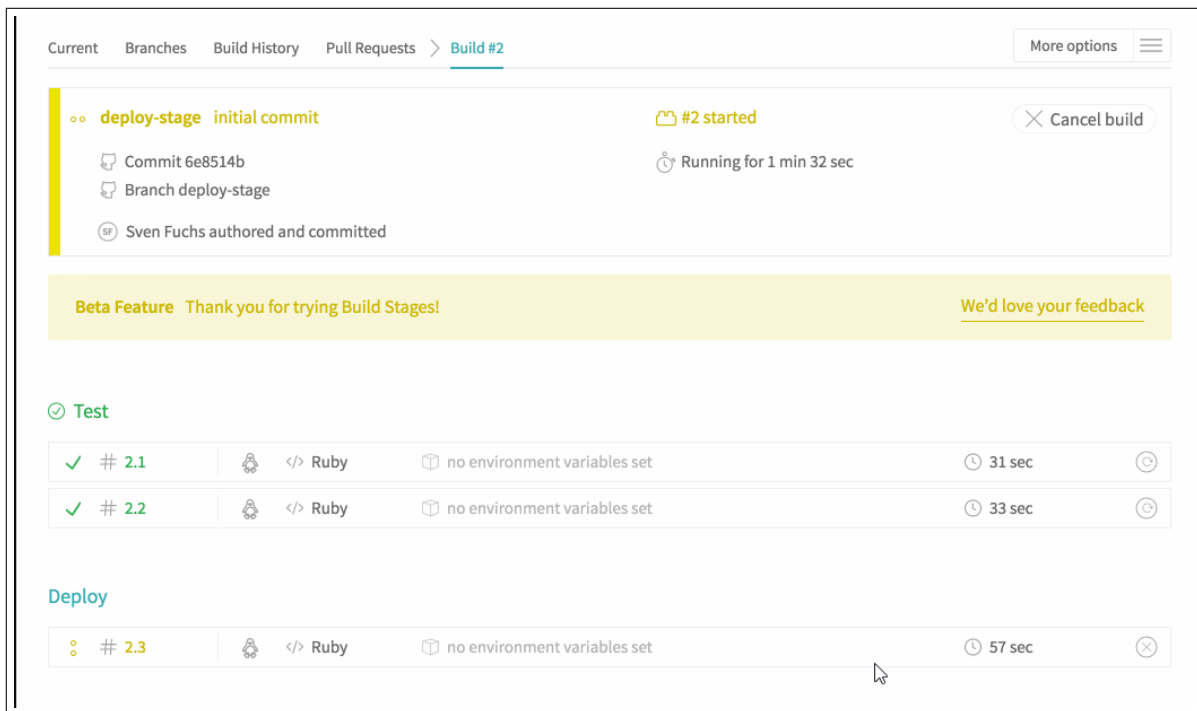 Current Branches Build History Pull Requests > Build #2 More options
deploy-stage initial commit #2 started Cancel build
Commit 6e8514b Running for 1 min 32 sec
Branch deploy-stage
SF Sven Fuchs authored and committed
Beta Feature Thank you for trying Build Stages! We'd love your feedback
Test
# 2.1 </> Ruby no environment variables set 31 sec
# 2.2 </> Ruby no environment variables set 33 sec
Deploy
# 2.3 </> Ruby no environment variables set 57 sec